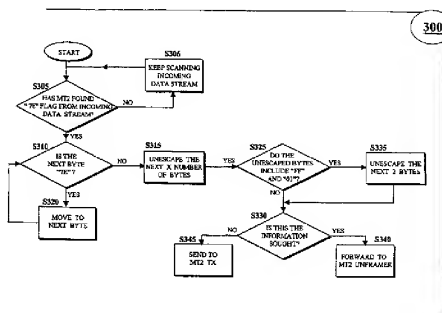 300
START
S306
KEEP SCANNING
INCOMING
DATA STREAM
S305
HAS MT2 FOUND
"7E" FLAG FROM INCOMING
DATA STREAM?
NO
YES
S310
IS THE
NEXT BYTE
"7E"?
NO
S315
UNESCAPE THE
NEXT X NUMBER
OF BYTES
YES
S325
DO THE
UNESCAPED BYTES
INCLUDE "FF"
AND "03"?
YES
S335
UNESCAPE THE
NEXT 2 BYTES
YES
S320
MOVE TO
NEXT BYTE
NO
S330
IS THIS THE
INFORMATION
SOUGHT?
NO
YES
S345
SEND TO
MT2 TX
S340
FORWARD TO
MT2 UNFRAMER